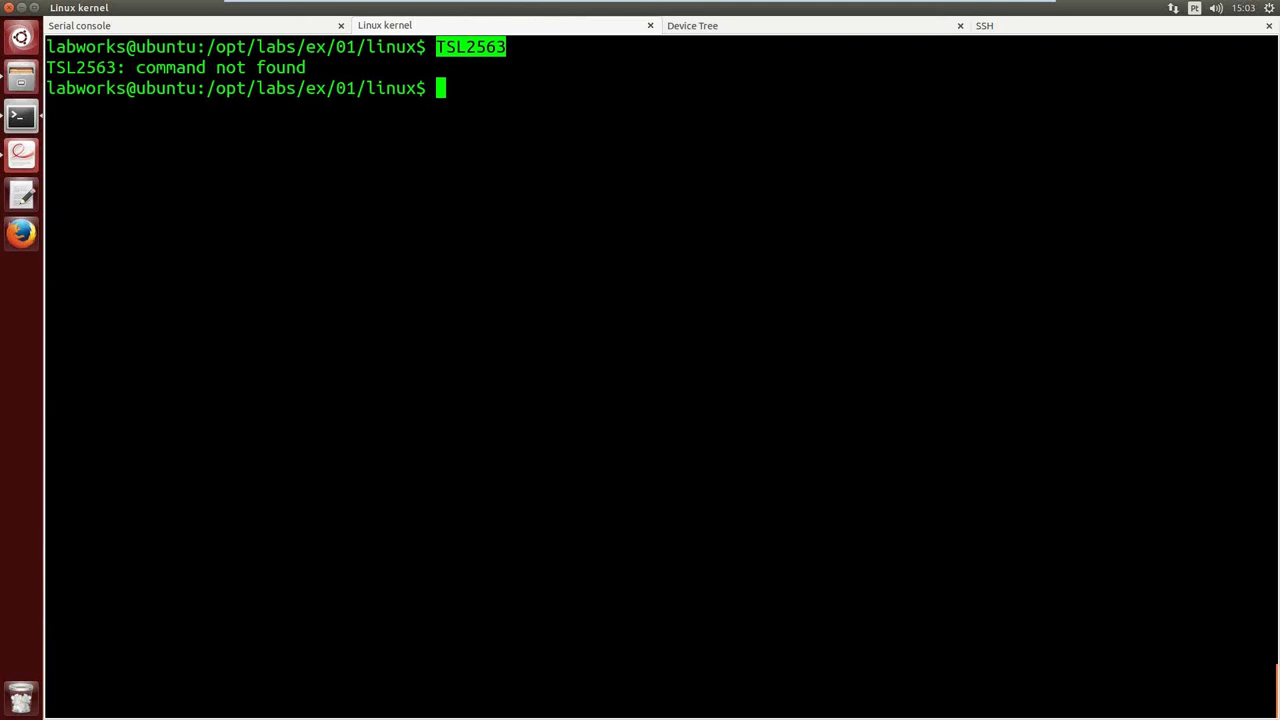 Linux kernel
Pt
15:03
Serial console
Linux kernel
Device Tree
SSH
labworks@ubuntu:/opt/labs/ex/01/linux$ TSL2563
TSL2563: command not found
labworks@ubuntu:/opt/labs/ex/01/linux$